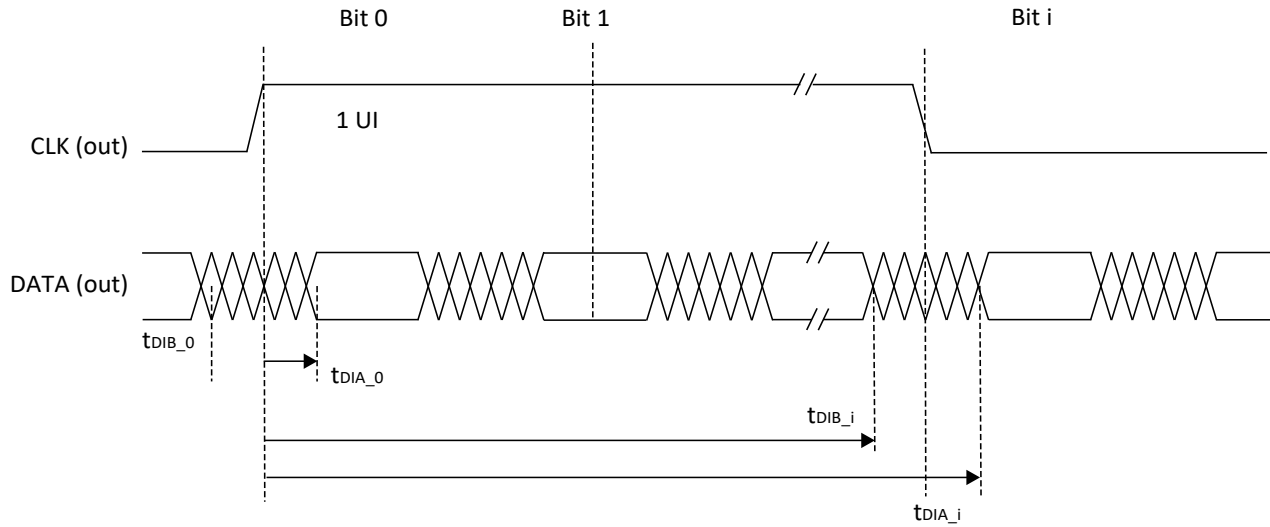 Bit 0 Bit 1 Bit i
1 UI
CLK (out)
DATA (out)
tDIB_0
tDIA_0
tDIB_i
tDIA_i